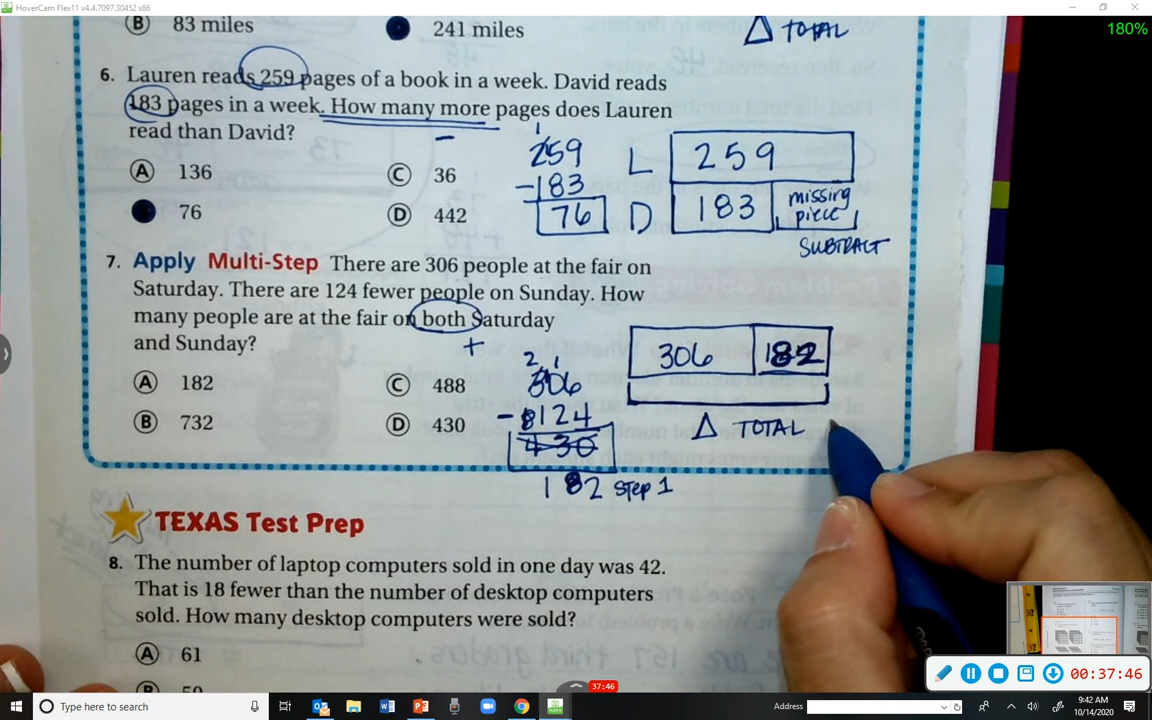 HoverCam Flex11 v4.4.7097.30452 x86
180%
B 83 miles
241 miles
Δ TOTAL
6. Lauren reads 259 pages of a book in a week. David reads
183 pages in a week. How many more pages does Lauren
read than David?
−
A 136
C 36
76
D 442
1
259
-183
76
L 259
D 183 missing piece
SUBTRACT
7. Apply Multi-Step There are 306 people at the fair on
Saturday. There are 124 fewer people on Sunday. How
many people are at the fair on both Saturday
and Sunday?
+
A 182
C 488
B 732
D 430
2 1
306
- 124
430
182 Step 1
306 182
Δ TOTAL
TEXAS Test Prep
8. The number of laptop computers sold in one day was 42.
That is 18 fewer than the number of desktop computers
sold. How many desktop computers were sold?
A 61
00:37:46
37:46
Type here to search
Address
9:42 AM
10/14/2020